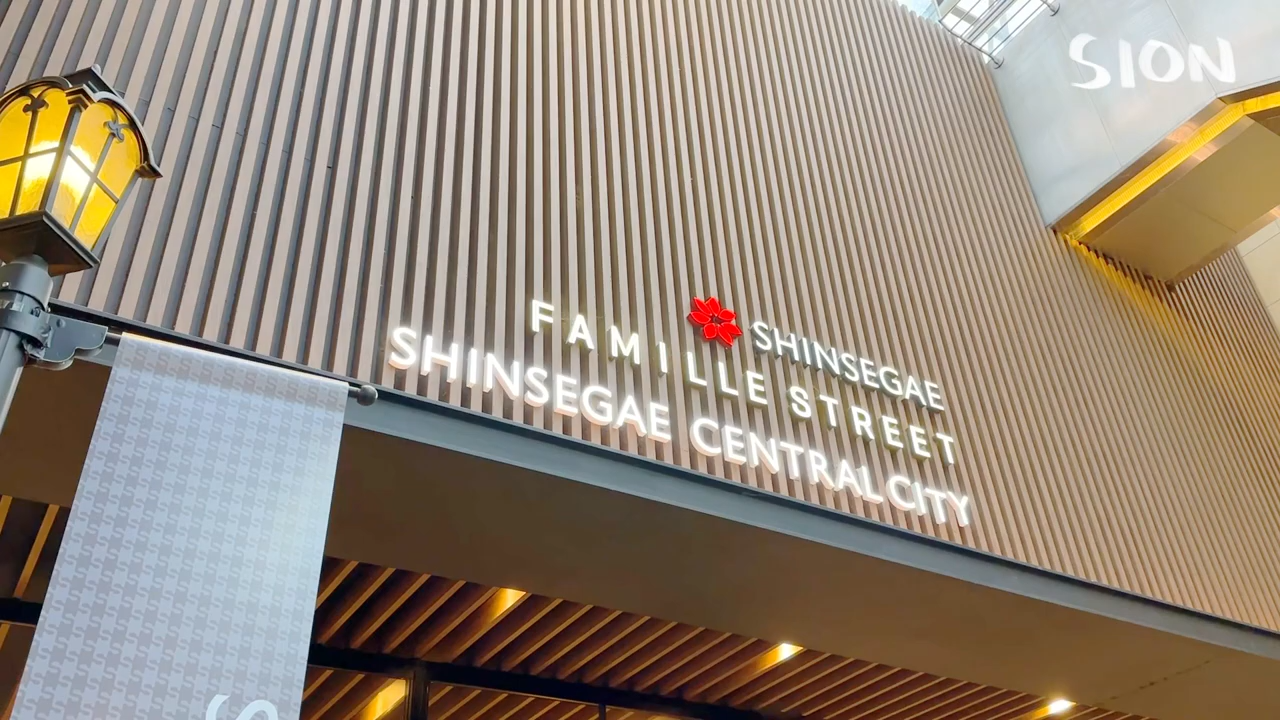 SION
SHINSEGAE
FAMILLE STREET
SHINSEGAE CENTRAL CITY
S